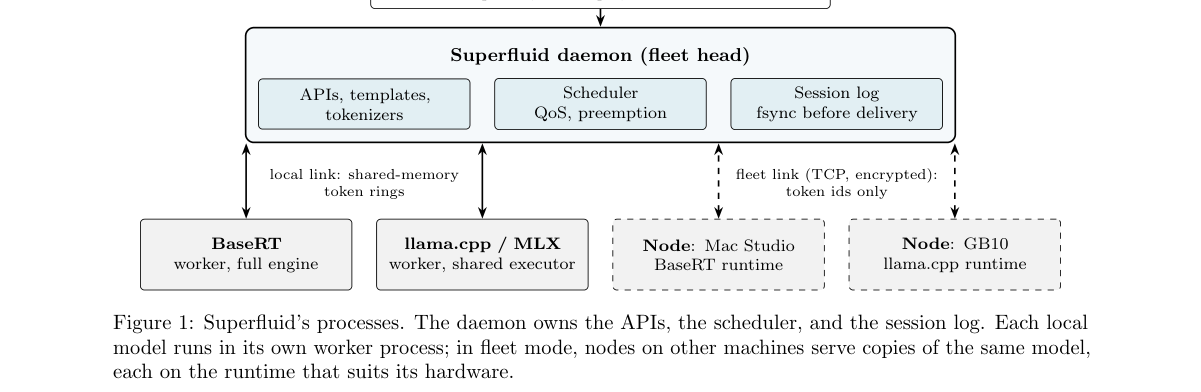 Superfluid daemon (fleet head)
APIs, templates,
tokenizers
Scheduler
QoS, preemption
Session log
fsync before delivery
local link: shared-memory
token rings
fleet link (TCP, encrypted):
token ids only
BaseRT
worker, full engine
llama.cpp / MLX
worker, shared executor
Node: Mac Studio
BaseRT runtime
Node: GB10
llama.cpp runtime
Figure 1: Superfluid's processes. The daemon owns the APIs, the scheduler, and the session log. Each local
model runs in its own worker process; in fleet mode, nodes on other machines serve copies of the same model,
each on the runtime that suits its hardware.